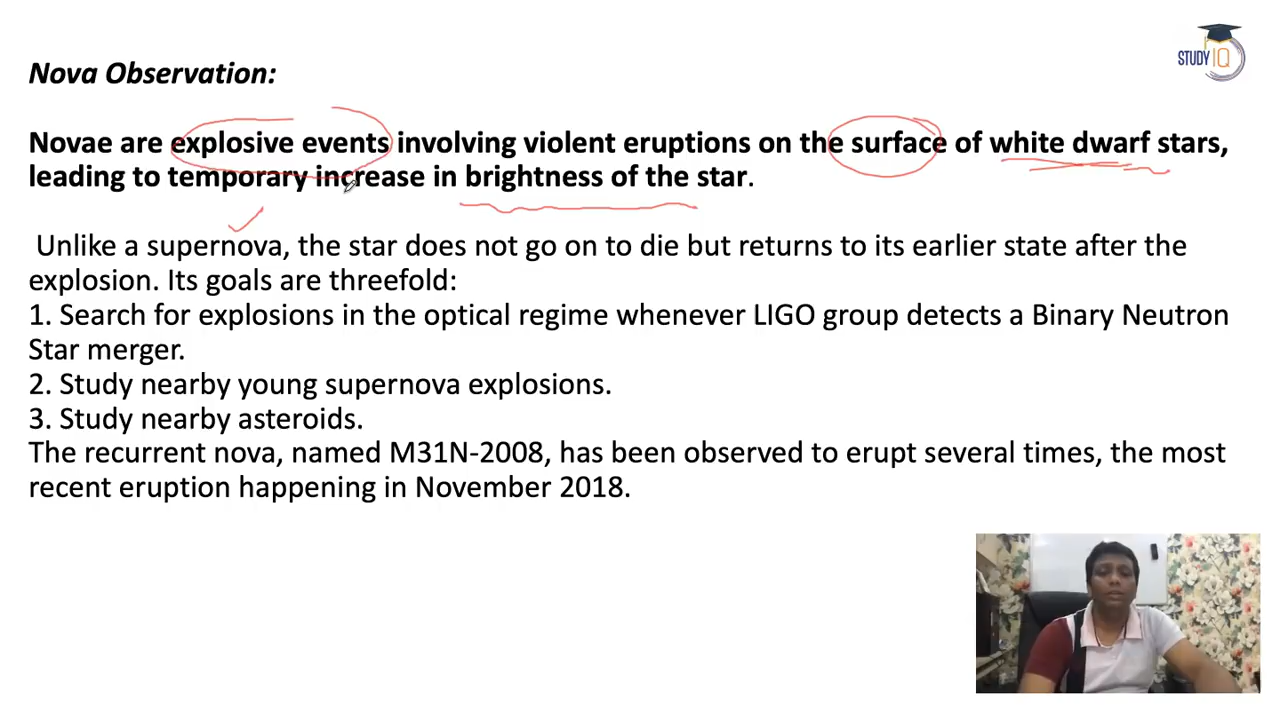 STUDY IQ
Nova Observation:
Novae are explosive events involving violent eruptions on the surface of white dwarf stars,
leading to temporary increase in brightness of the star.
Unlike a supernova, the star does not go on to die but returns to its earlier state after the
explosion. Its goals are threefold:
1. Search for explosions in the optical regime whenever LIGO group detects a Binary Neutron
Star merger.
2. Study nearby young supernova explosions.
3. Study nearby asteroids.
The recurrent nova, named M31N-2008, has been observed to erupt several times, the most
recent eruption happening in November 2018.